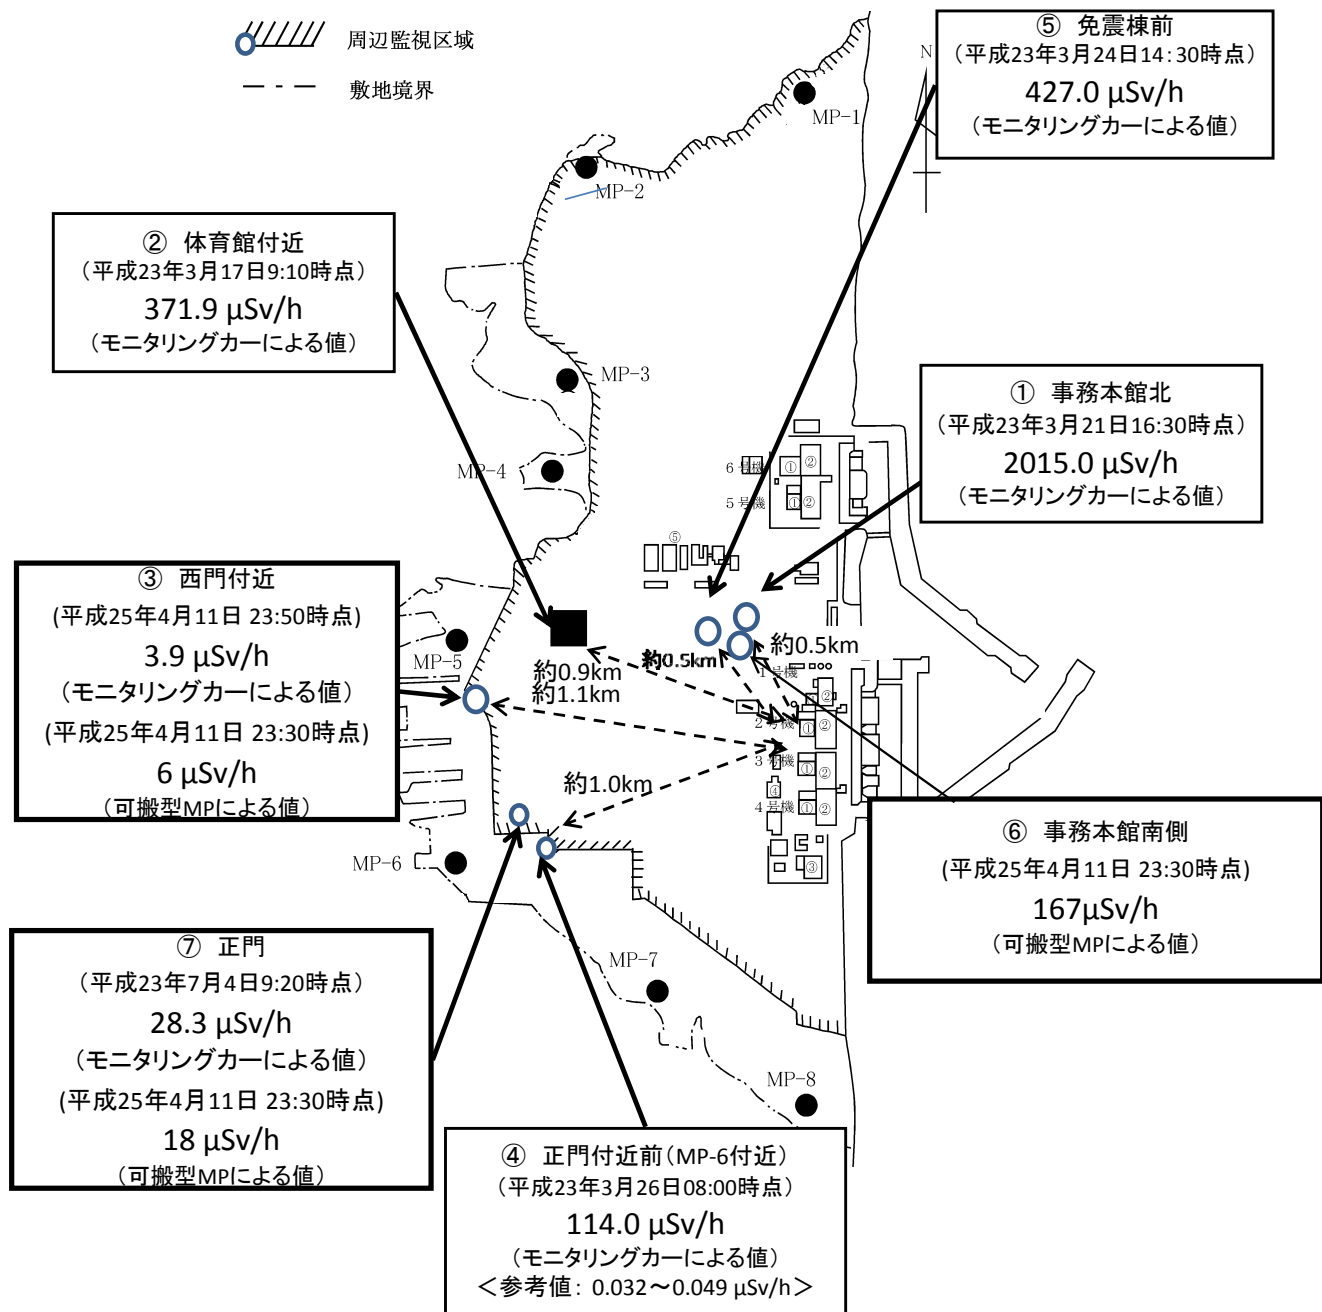 周辺監視区域
敷地境界
⑤ 免震棟前
（平成23年3月24日14:30時点）
427.0 μSv/h
（モニタリングカーによる値）
N
MP-1
MP-2
② 体育館付近
（平成23年3月17日9:10時点）
371.9 μSv/h
（モニタリングカーによる値）
MP-3
① 事務本館北
（平成23年3月21日16:30時点）
2015.0 μSv/h
（モニタリングカーによる値）
MP-4
6号機
① ②
5号機
① ②
⑤
③ 西門付近
(平成25年4月11日 23:50時点)
3.9 μSv/h
（モニタリングカーによる値）
(平成25年4月11日 23:30時点)
6 μSv/h
（可搬型MPによる値）
MP-5
約0.9km
約1.1km
約0.5km
約0.5km
1号機
②
2号機
① ②
3号機
① ②
約1.0km
④
4号機
① ②
③
MP-6
⑥ 事務本館南側
(平成25年4月11日 23:30時点)
167μSv/h
（可搬型MPによる値）
⑦ 正門
（平成23年7月4日9:20時点）
28.3 μSv/h
（モニタリングカーによる値）
(平成25年4月11日 23:30時点)
18 μSv/h
（可搬型MPによる値）
MP-7
MP-8
④ 正門付近前（MP-6付近）
（平成23年3月26日08:00時点）
114.0 μSv/h
（モニタリングカーによる値）
＜参考値: 0.032～0.049 μSv/h＞